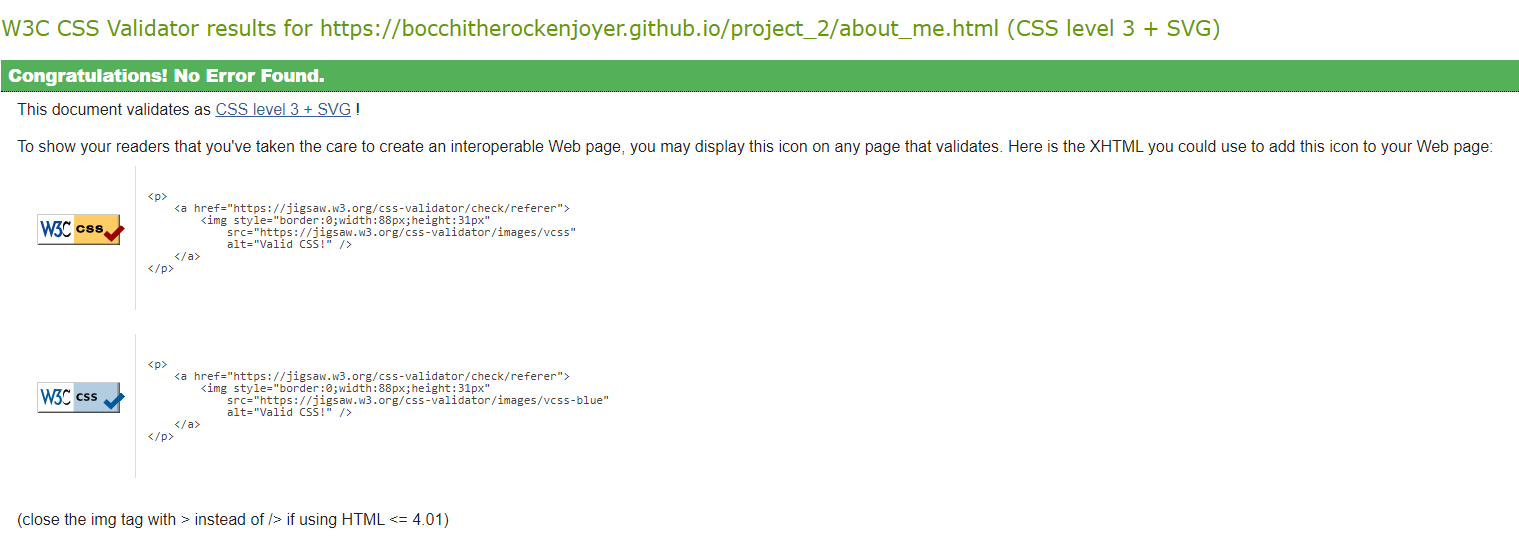 W3C CSS Validator results for https://bocchitherockenjoyer.github.io/project_2/about_me.html (CSS level 3 + SVG)
Congratulations! No Error Found.
This document validates as CSS level 3 + SVG !
To show your readers that you've taken the care to create an interoperable Web page, you may display this icon on any page that validates. Here is the XHTML you could use to add this icon to your Web page:
W3C css
<p>
<a href="https://jigsaw.w3.org/css-validator/check/referer">
<img style="border:0;width:88px;height:31px"
src="https://jigsaw.w3.org/css-validator/images/vcss"
alt="Valid CSS!" />
</a>
</p>
W3C css
<p>
<a href="https://jigsaw.w3.org/css-validator/check/referer">
<img style="border:0;width:88px;height:31px"
src="https://jigsaw.w3.org/css-validator/images/vcss-blue"
alt="Valid CSS!" />
</a>
</p>
(close the img tag with > instead of /> if using HTML <= 4.01)